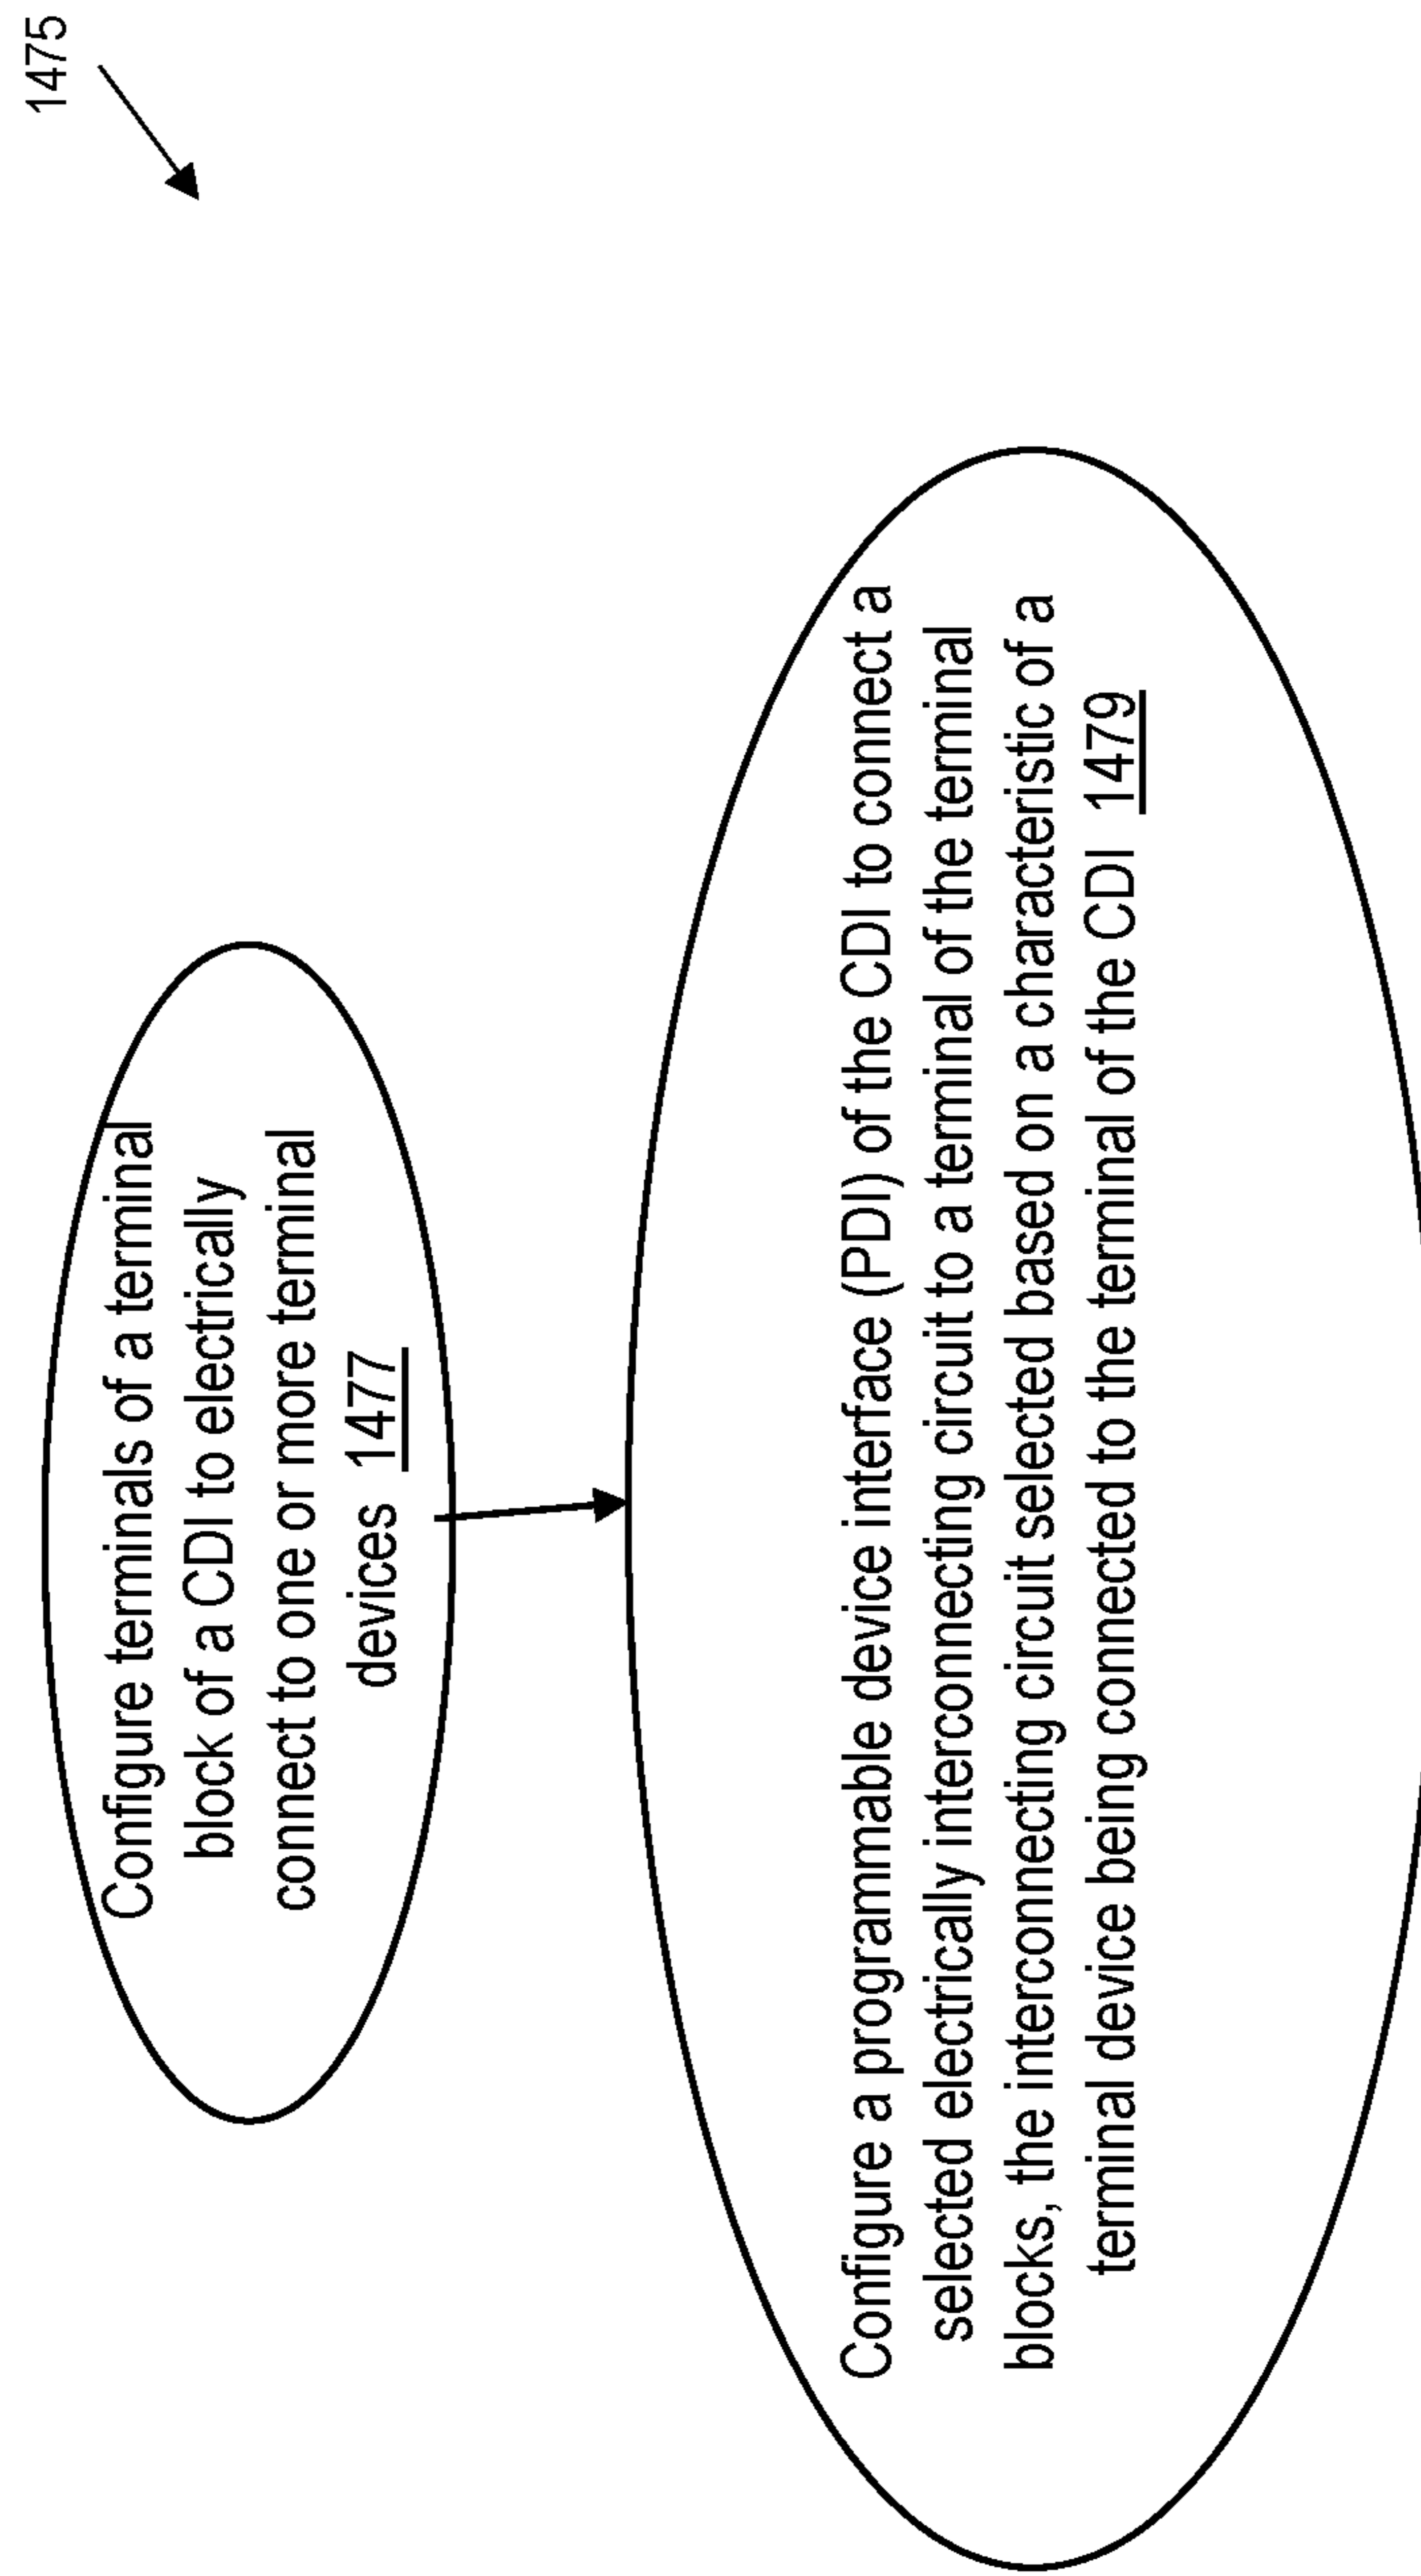 1475
Configure terminals of a terminal
block of a CDI to electrically
connect to one or more terminal
devices 1477
Configure a programmable device interface (PDI) of the CDI to connect a
selected electrically interconnecting circuit to a terminal of the terminal
blocks, the interconnecting circuit selected based on a characteristic of a
terminal device being connected to the terminal of the CDI 1479